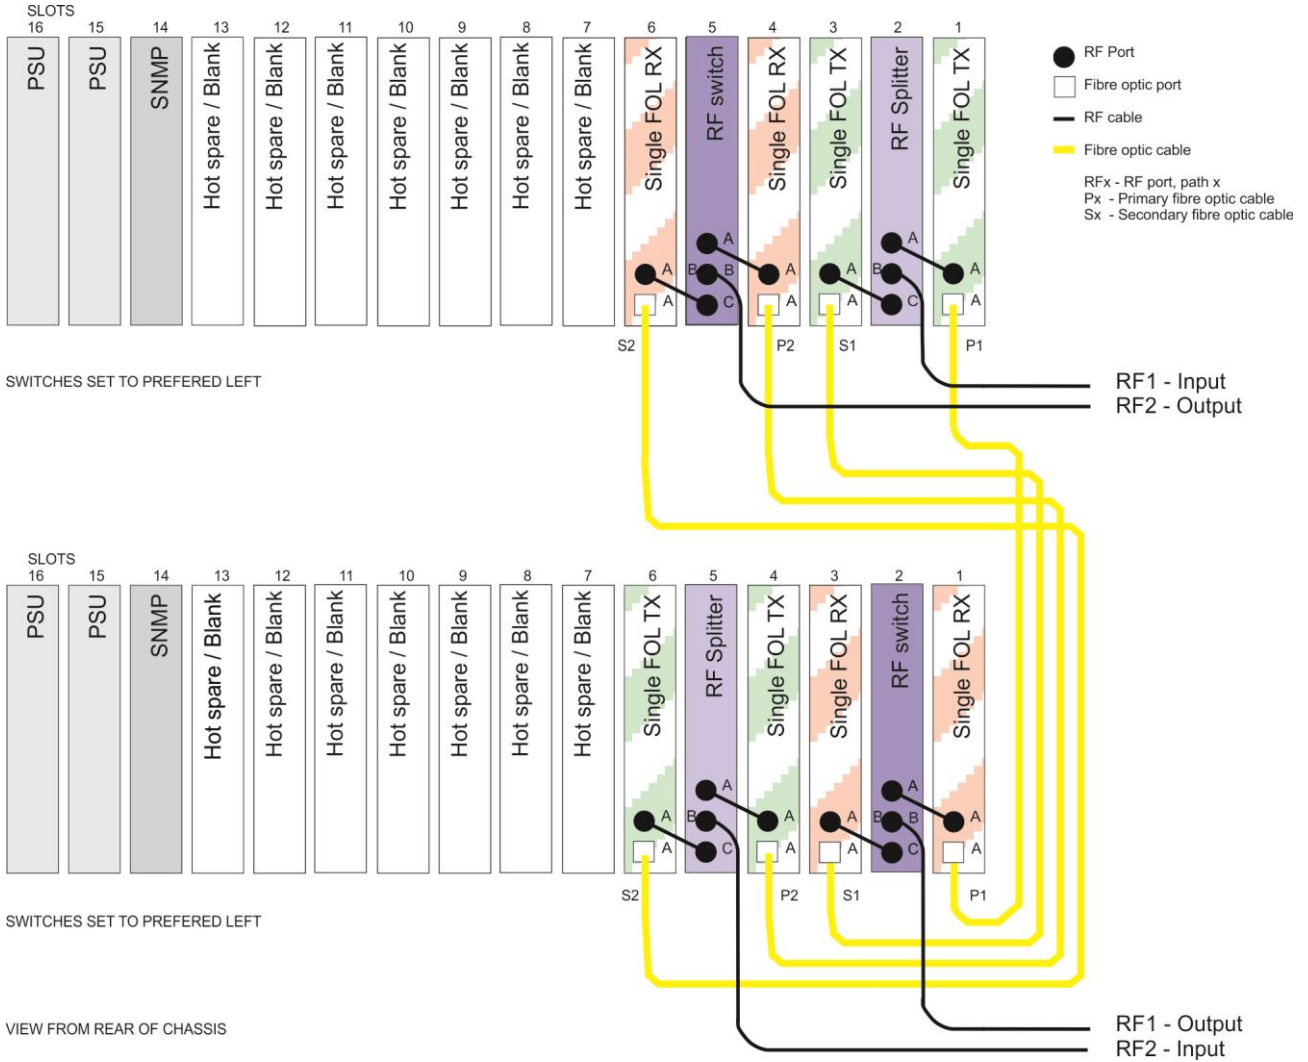 SLOTS
16 15 14 13 12 11 10 9 8 7 6 5 4 3 2 1
PSU
PSU
SNMP
Hot spare / Blank
Hot spare / Blank
Hot spare / Blank
Hot spare / Blank
Hot spare / Blank
Hot spare / Blank
Hot spare / Blank
Single FOL RX
RF switch
Single FOL RX
Single FOL TX
RF Splitter
Single FOL TX
A A
A B B C
A A
A A
A B C
A A
S2 P2 S1 P1
RF Port
Fibre optic port
RF cable
Fibre optic cable
RFx - RF port, path x
Px - Primary fibre optic cable
Sx - Secondary fibre optic cable
SWITCHES SET TO PREFERED LEFT
RF1 - Input
RF2 - Output
SLOTS
16 15 14 13 12 11 10 9 8 7 6 5 4 3 2 1
PSU
PSU
SNMP
Hot spare / Blank
Hot spare / Blank
Hot spare / Blank
Hot spare / Blank
Hot spare / Blank
Hot spare / Blank
Hot spare / Blank
Single FOL TX
RF Splitter
Single FOL TX
Single FOL RX
RF switch
Single FOL RX
A A
A B C
A A
A A
A B B C
A A
S2 P2 S1 P1
SWITCHES SET TO PREFERED LEFT
VIEW FROM REAR OF CHASSIS
RF1 - Output
RF2 - Input